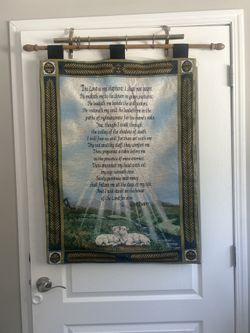 The Lord is my shepherd; I shall not want.
He maketh me to lie down in green pastures:
He leadeth me beside the still waters.
He restoreth my soul: he leadeth me in the
paths of righteousness for his name's sake.
Yea, though I walk through
the valley of the shadow of death,
I will fear no evil: for thou art with me
Thy rod and thy staff they comfort me.
Thou preparest a table before me
in the presence of mine enemies.
Thou anointest my head with oil
my cup runneth over.
Surely goodness and mercy
shall follow me all the days of my life.
And I will dwell in the house
of the Lord for ever.